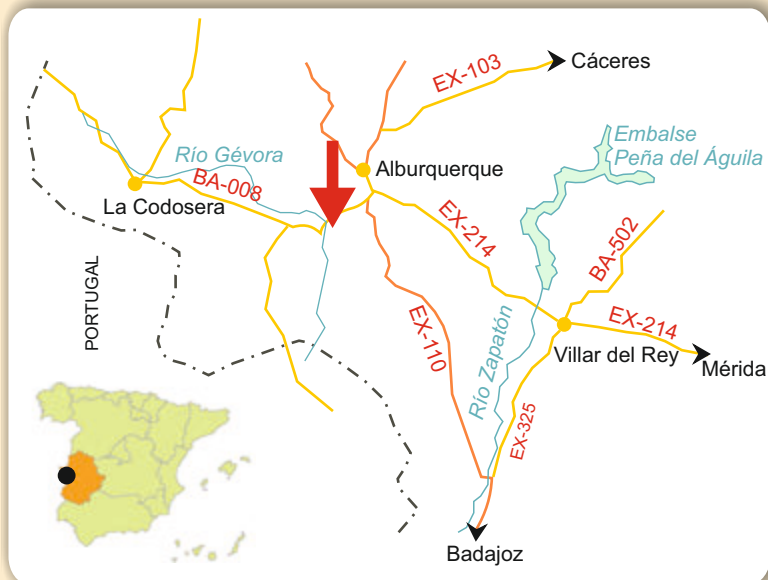 EX-103
Cáceres
Embalse
Peña del Águila
Río Gévora
Alburquerque
BA-008
La Codosera
EX-214
BA-502
PORTUGAL
EX-110
Río Zapatón
EX-214
Villar del Rey
Mérida
EX-325
Badajoz